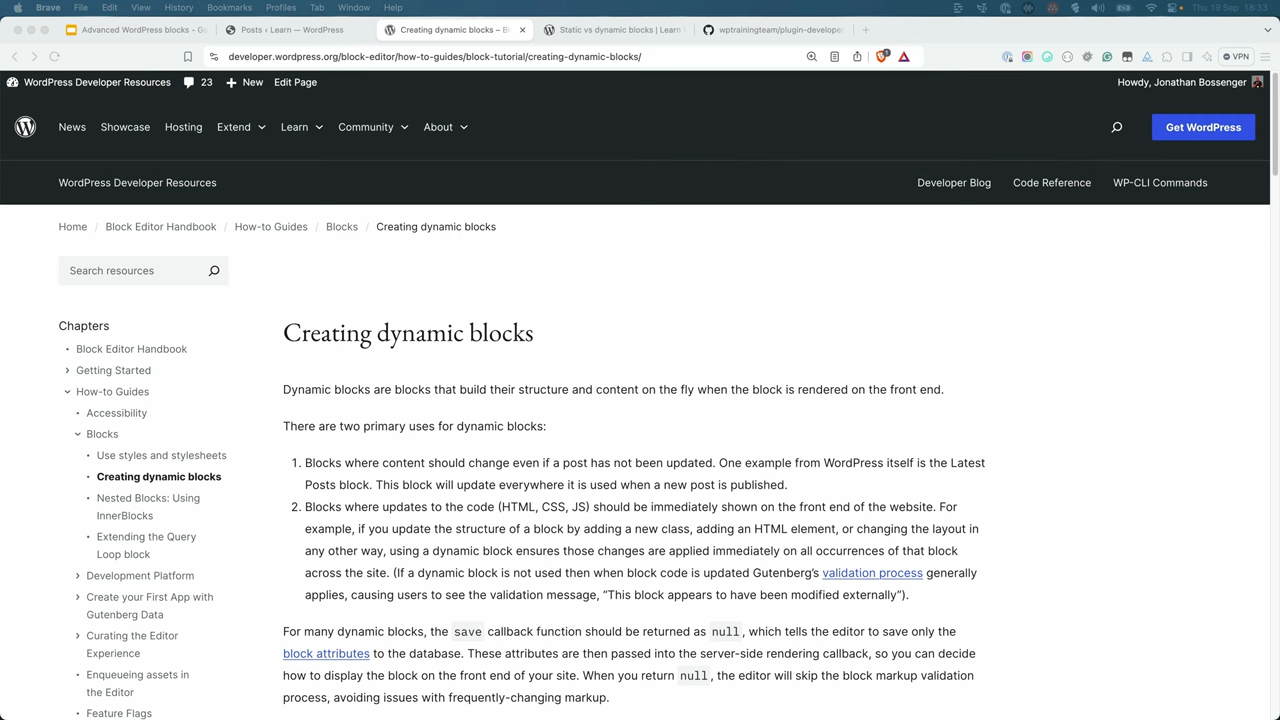 Brave File Edit View History Bookmarks Profiles Tab Window Help Thu 19 Sep 18:33
Advanced WordPress blocks - G
Posts ‹ Learn — WordPress
Creating dynamic blocks – B
Static vs dynamic blocks | Learn
wptrainingteam/plugin-develope
developer.wordpress.org/block-editor/how-to-guides/block-tutorial/creating-dynamic-blocks/
1
VPN
WordPress Developer Resources 23 New Edit Page Howdy, Jonathan Bossenger
News Showcase Hosting Extend Learn Community About Get WordPress
WordPress Developer Resources Developer Blog Code Reference WP-CLI Commands
Home / Block Editor Handbook / How-to Guides / Blocks / Creating dynamic blocks
Search resources
Chapters
Block Editor Handbook
Getting Started
How-to Guides
Accessibility
Blocks
Use styles and stylesheets
Creating dynamic blocks
Nested Blocks: Using
InnerBlocks
Extending the Query
Loop block
Development Platform
Create your First App with
Gutenberg Data
Curating the Editor
Experience
Enqueueing assets in
the Editor
Feature Flags
Creating dynamic blocks
Dynamic blocks are blocks that build their structure and content on the fly when the block is rendered on the front end.
There are two primary uses for dynamic blocks:
1. Blocks where content should change even if a post has not been updated. One example from WordPress itself is the Latest
Posts block. This block will update everywhere it is used when a new post is published.
2. Blocks where updates to the code (HTML, CSS, JS) should be immediately shown on the front end of the website. For
example, if you update the structure of a block by adding a new class, adding an HTML element, or changing the layout in
any other way, using a dynamic block ensures those changes are applied immediately on all occurrences of that block
across the site. (If a dynamic block is not used then when block code is updated Gutenberg’s validation process generally
applies, causing users to see the validation message, “This block appears to have been modified externally”).
For many dynamic blocks, the save callback function should be returned as null, which tells the editor to save only the
block attributes to the database. These attributes are then passed into the server-side rendering callback, so you can decide
how to display the block on the front end of your site. When you return null, the editor will skip the block markup validation
process, avoiding issues with frequently-changing markup.